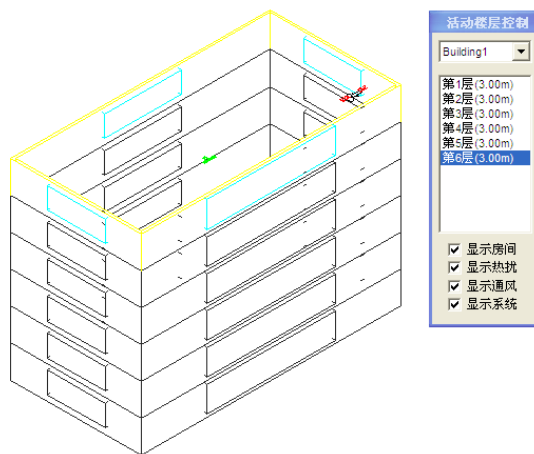 活动楼层控制
Building1
第1层(3.00m)
第2层(3.00m)
第3层(3.00m)
第4层(3.00m)
第5层(3.00m)
第6层(3.00m)
显示房间
显示热扰
显示通风
显示系统